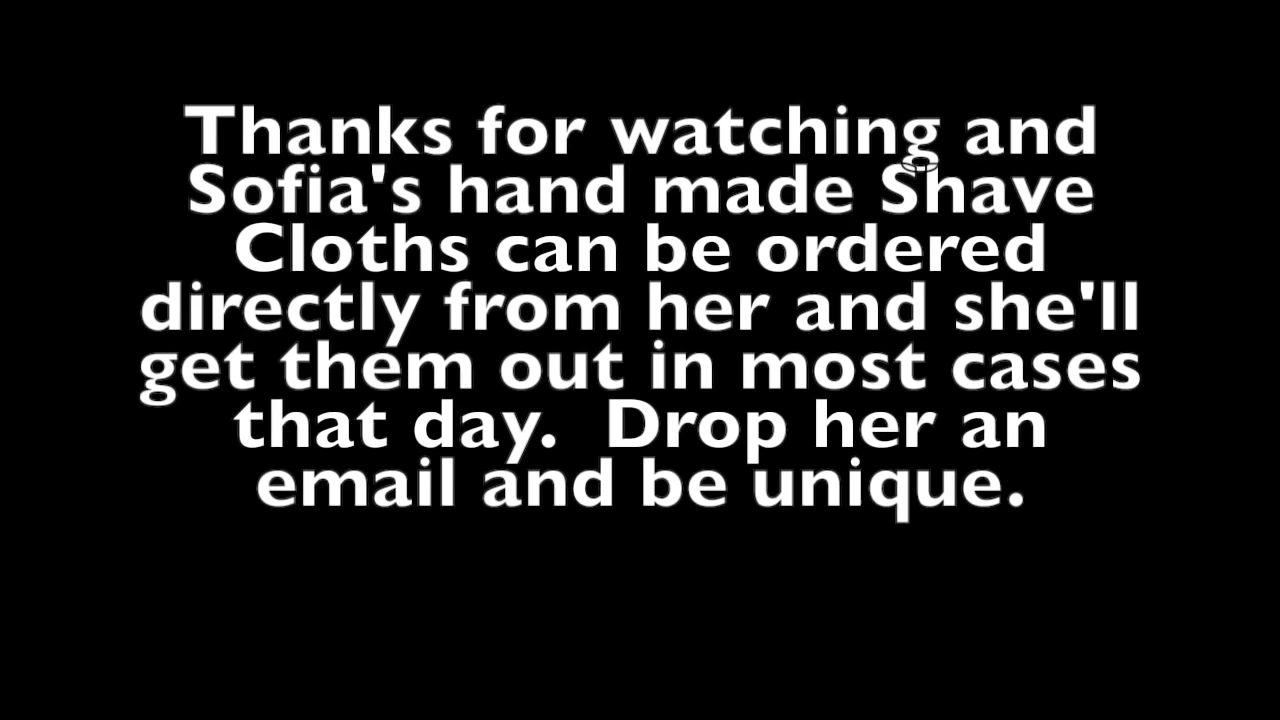 Thanks for watching and
Sofia's hand made Shave
Cloths can be ordered
directly from her and she'll
get them out in most cases
that day.  Drop her an
email and be unique.